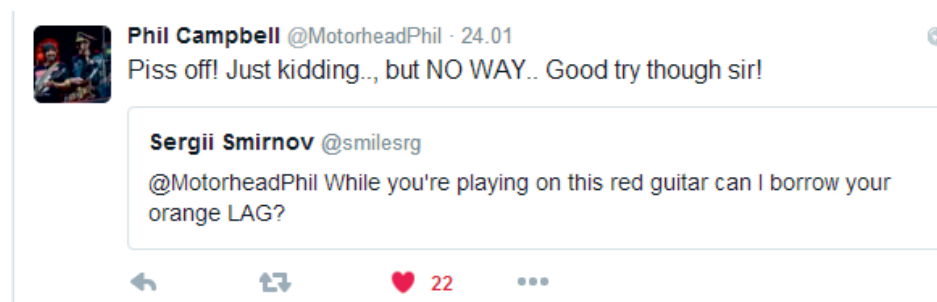 Phil Campbell @MotorheadPhil · 24.01
Piss off! Just kidding.., but NO WAY.. Good try though sir!
Sergii Smirnov @smilesrg
@MotorheadPhil While you're playing on this red guitar can I borrow your
orange LAG?
22